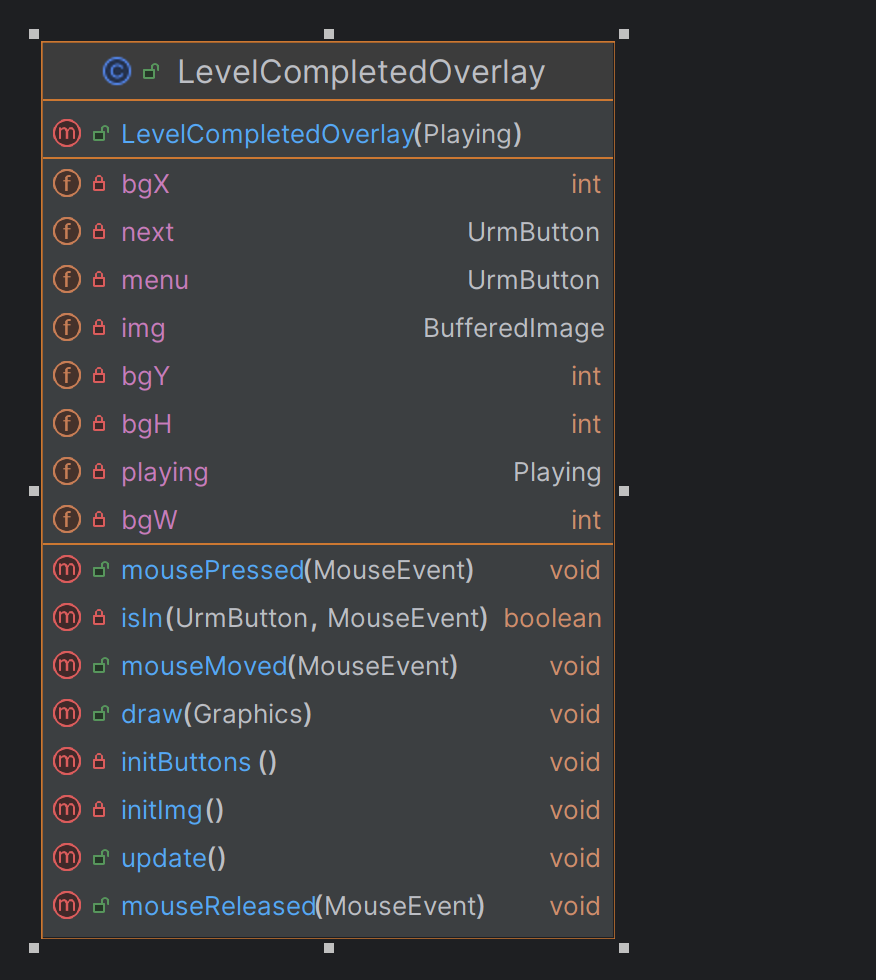 LevelCompletedOverlay
LevelCompletedOverlay(Playing)
bgX int
next UrmButton
menu UrmButton
img BufferedImage
bgY int
bgH int
playing Playing
bgW int
mousePressed(MouseEvent) void
isIn(UrmButton, MouseEvent) boolean
mouseMoved(MouseEvent) void
draw(Graphics) void
initButtons () void
initImg() void
update() void
mouseReleased(MouseEvent) void